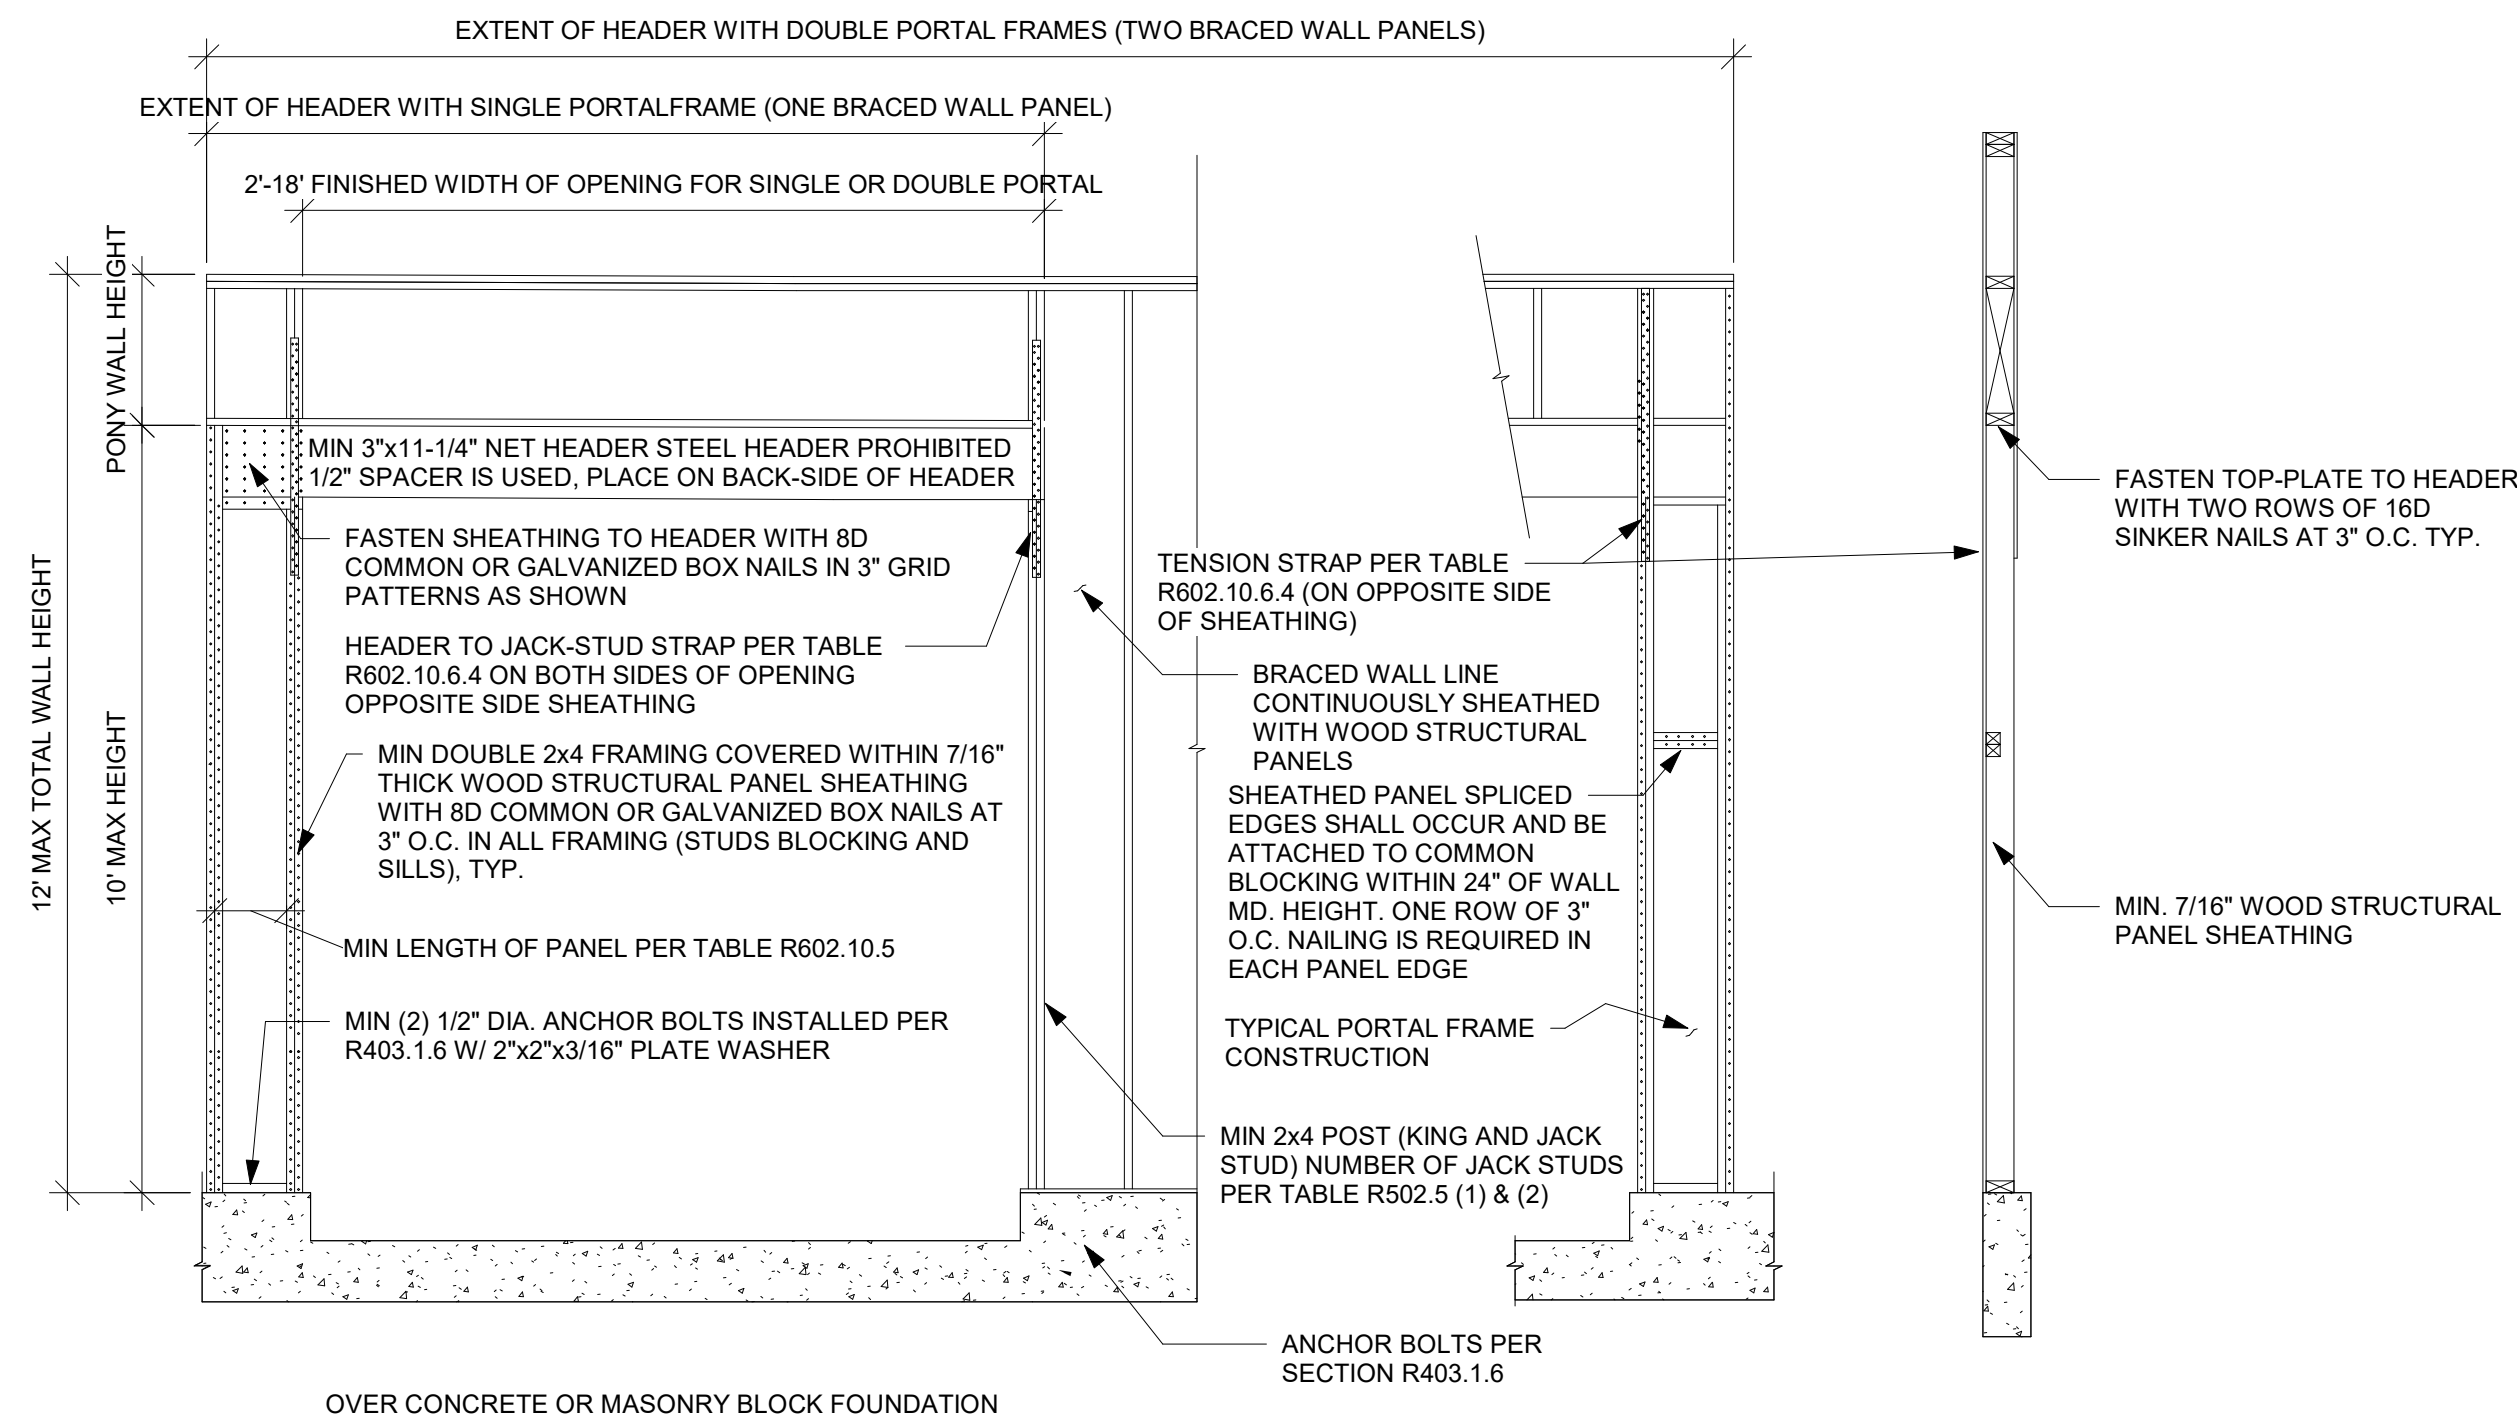 EXTENT OF HEADER WITH DOUBLE PORTAL FRAMES (TWO BRACED WALL PANELS)
EXTENT OF HEADER WITH SINGLE PORTALFRAME (ONE BRACED WALL PANEL)
2'-18' FINISHED WIDTH OF OPENING FOR SINGLE OR DOUBLE PORTAL
PONY WALL HEIGHT
12' MAX TOTAL WALL HEIGHT
10' MAX HEIGHT
MIN 3"x11-1/4" NET HEADER STEEL HEADER PROHIBITED
1/2" SPACER IS USED, PLACE ON BACK-SIDE OF HEADER
FASTEN SHEATHING TO HEADER WITH 8D
COMMON OR GALVANIZED BOX NAILS IN 3" GRID
PATTERNS AS SHOWN
HEADER TO JACK-STUD STRAP PER TABLE
R602.10.6.4 ON BOTH SIDES OF OPENING
OPPOSITE SIDE SHEATHING
MIN DOUBLE 2x4 FRAMING COVERED WITHIN 7/16"
THICK WOOD STRUCTURAL PANEL SHEATHING
WITH 8D COMMON OR GALVANIZED BOX NAILS AT
3" O.C. IN ALL FRAMING (STUDS BLOCKING AND
SILLS), TYP.
MIN LENGTH OF PANEL PER TABLE R602.10.5
MIN (2) 1/2" DIA. ANCHOR BOLTS INSTALLED PER
R403.1.6 W/ 2"x2"x3/16" PLATE WASHER
TENSION STRAP PER TABLE
R602.10.6.4 (ON OPPOSITE SIDE
OF SHEATHING)
BRACED WALL LINE
CONTINUOUSLY SHEATHED
WITH WOOD STRUCTURAL
PANELS
SHEATHED PANEL SPLICED
EDGES SHALL OCCUR AND BE
ATTACHED TO COMMON
BLOCKING WITHIN 24" OF WALL
MD. HEIGHT. ONE ROW OF 3"
O.C. NAILING IS REQUIRED IN
EACH PANEL EDGE
TYPICAL PORTAL FRAME
CONSTRUCTION
MIN 2x4 POST (KING AND JACK
STUD) NUMBER OF JACK STUDS
PER TABLE R502.5 (1) & (2)
ANCHOR BOLTS PER
SECTION R403.1.6
FASTEN TOP-PLATE TO HEADER
WITH TWO ROWS OF 16D
SINKER NAILS AT 3" O.C. TYP.
MIN. 7/16" WOOD STRUCTURAL
PANEL SHEATHING
OVER CONCRETE OR MASONRY BLOCK FOUNDATION